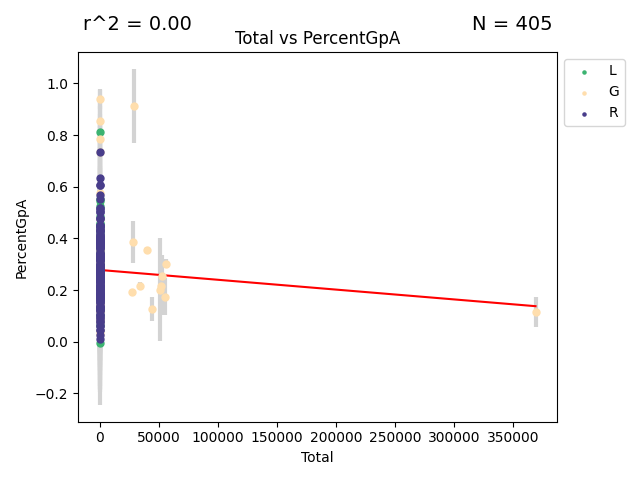 r^2 = 0.00
N = 405
Total vs PercentGpA
1.0
0.8
0.6
0.4
0.2
0.0
−0.2
PercentGpA
0 50000 100000 150000 200000 250000 300000 350000
Total
L
G
R